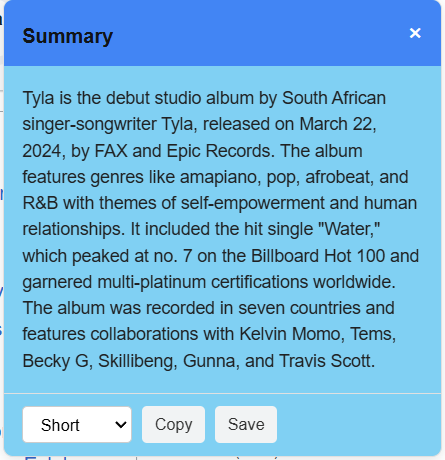 Summary ×
Tyla is the debut studio album by South African
singer-songwriter Tyla, released on March 22,
2024, by FAX and Epic Records. The album
features genres like amapiano, pop, afrobeat, and
R&B with themes of self-empowerment and human
relationships. It included the hit single "Water,"
which peaked at no. 7 on the Billboard Hot 100 and
garnered multi-platinum certifications worldwide.
The album was recorded in seven countries and
features collaborations with Kelvin Momo, Tems,
Becky G, Skillibeng, Gunna, and Travis Scott.
Short Copy Save